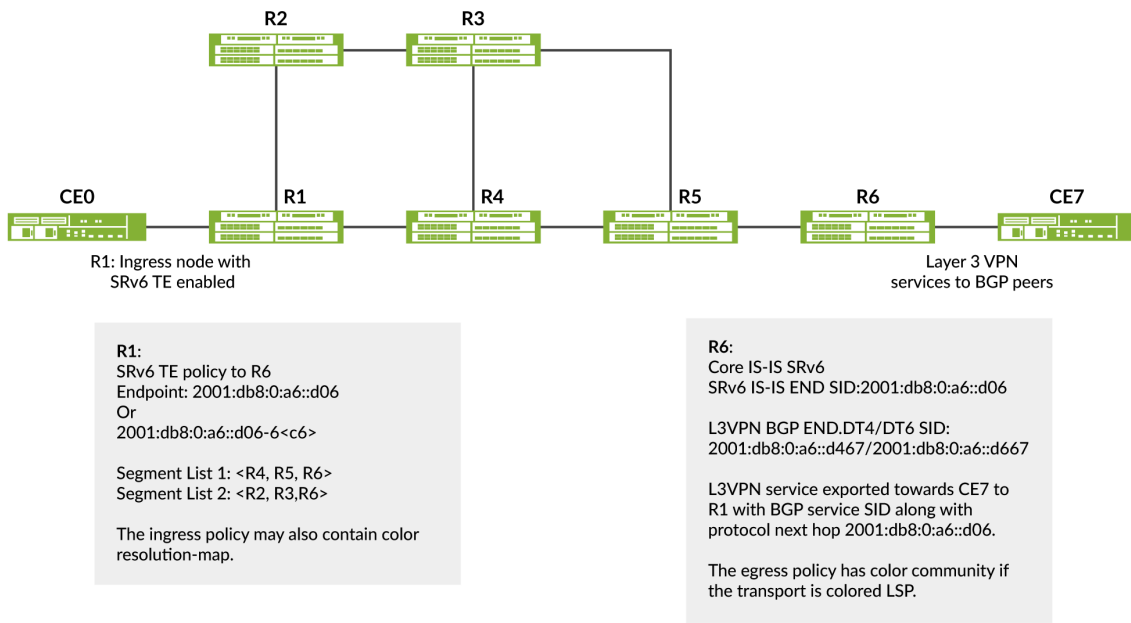 R2
R3
CE0
R1
R4
R5
R6
CE7
R1: Ingress node with
SRv6 TE enabled
Layer 3 VPN
services to BGP peers
R1:
SRv6 TE policy to R6
Endpoint: 2001:db8:0:a6::d06
Or
2001:db8:0:a6::d06-6<c6>
Segment List 1: <R4, R5, R6>
Segment List 2: <R2, R3,R6>
The ingress policy may also contain color
resolution-map.
R6:
Core IS-IS SRv6
SRv6 IS-IS END SID:2001:db8:0:a6::d06
L3VPN BGP END.DT4/DT6 SID:
2001:db8:0:a6::d467/2001:db8:0:a6::d667
L3VPN service exported towards CE7 to
R1 with BGP service SID along with
protocol next hop 2001:db8:0:a6::d06.
The egress policy has color community if
the transport is colored LSP.